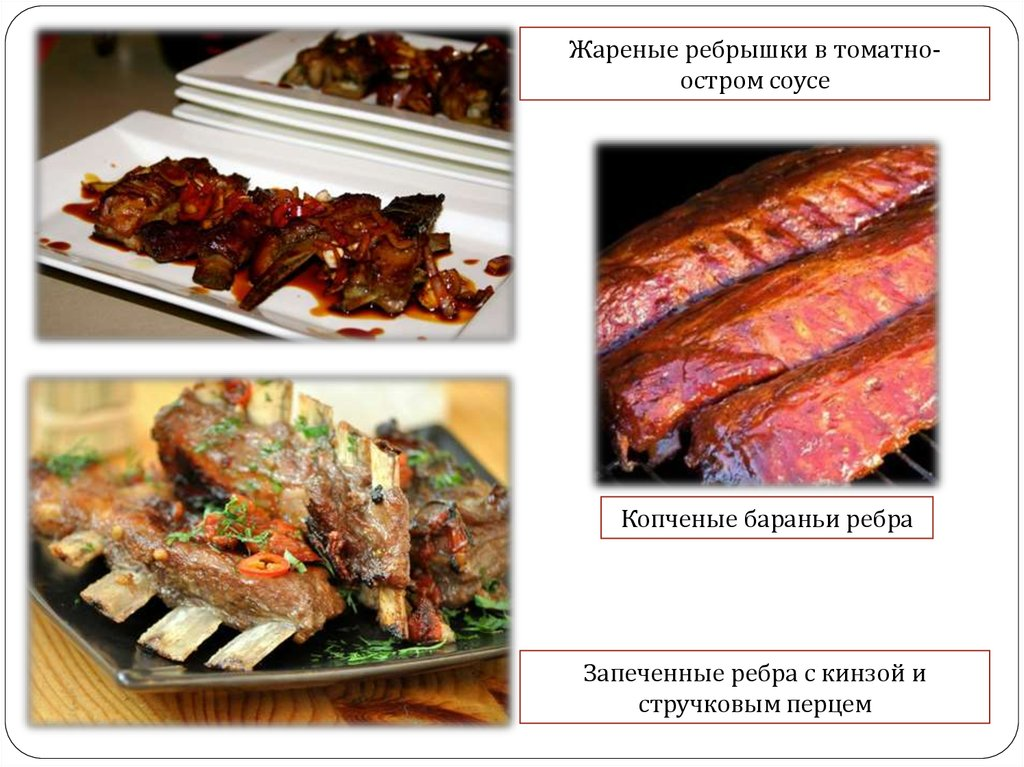 Жареные ребрышки в томатно-
остром соусе
Копченые бараньи ребра
Запеченные ребра с кинзой и
стручковым перцем